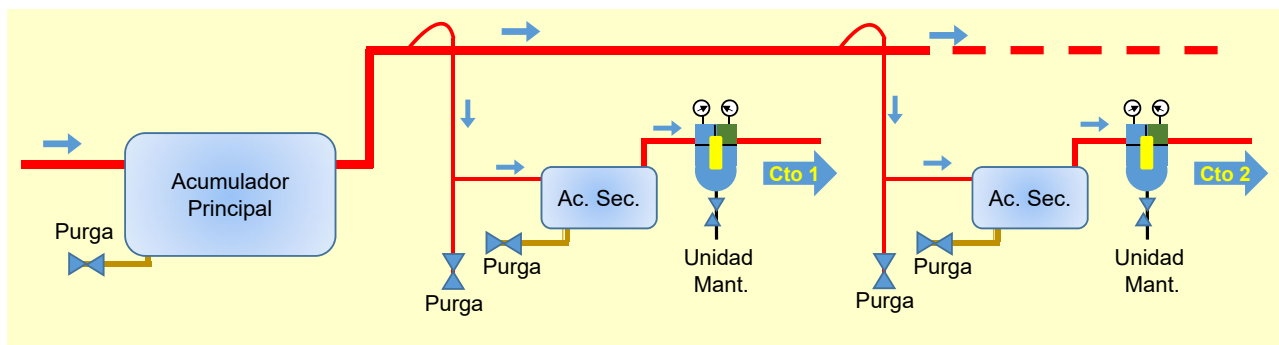 Acumulador
Principal
Purga
Purga
Ac. Sec.
Purga
Unidad
Mant.
Cto 1
Purga
Ac. Sec.
Purga
Unidad
Mant.
Cto 2